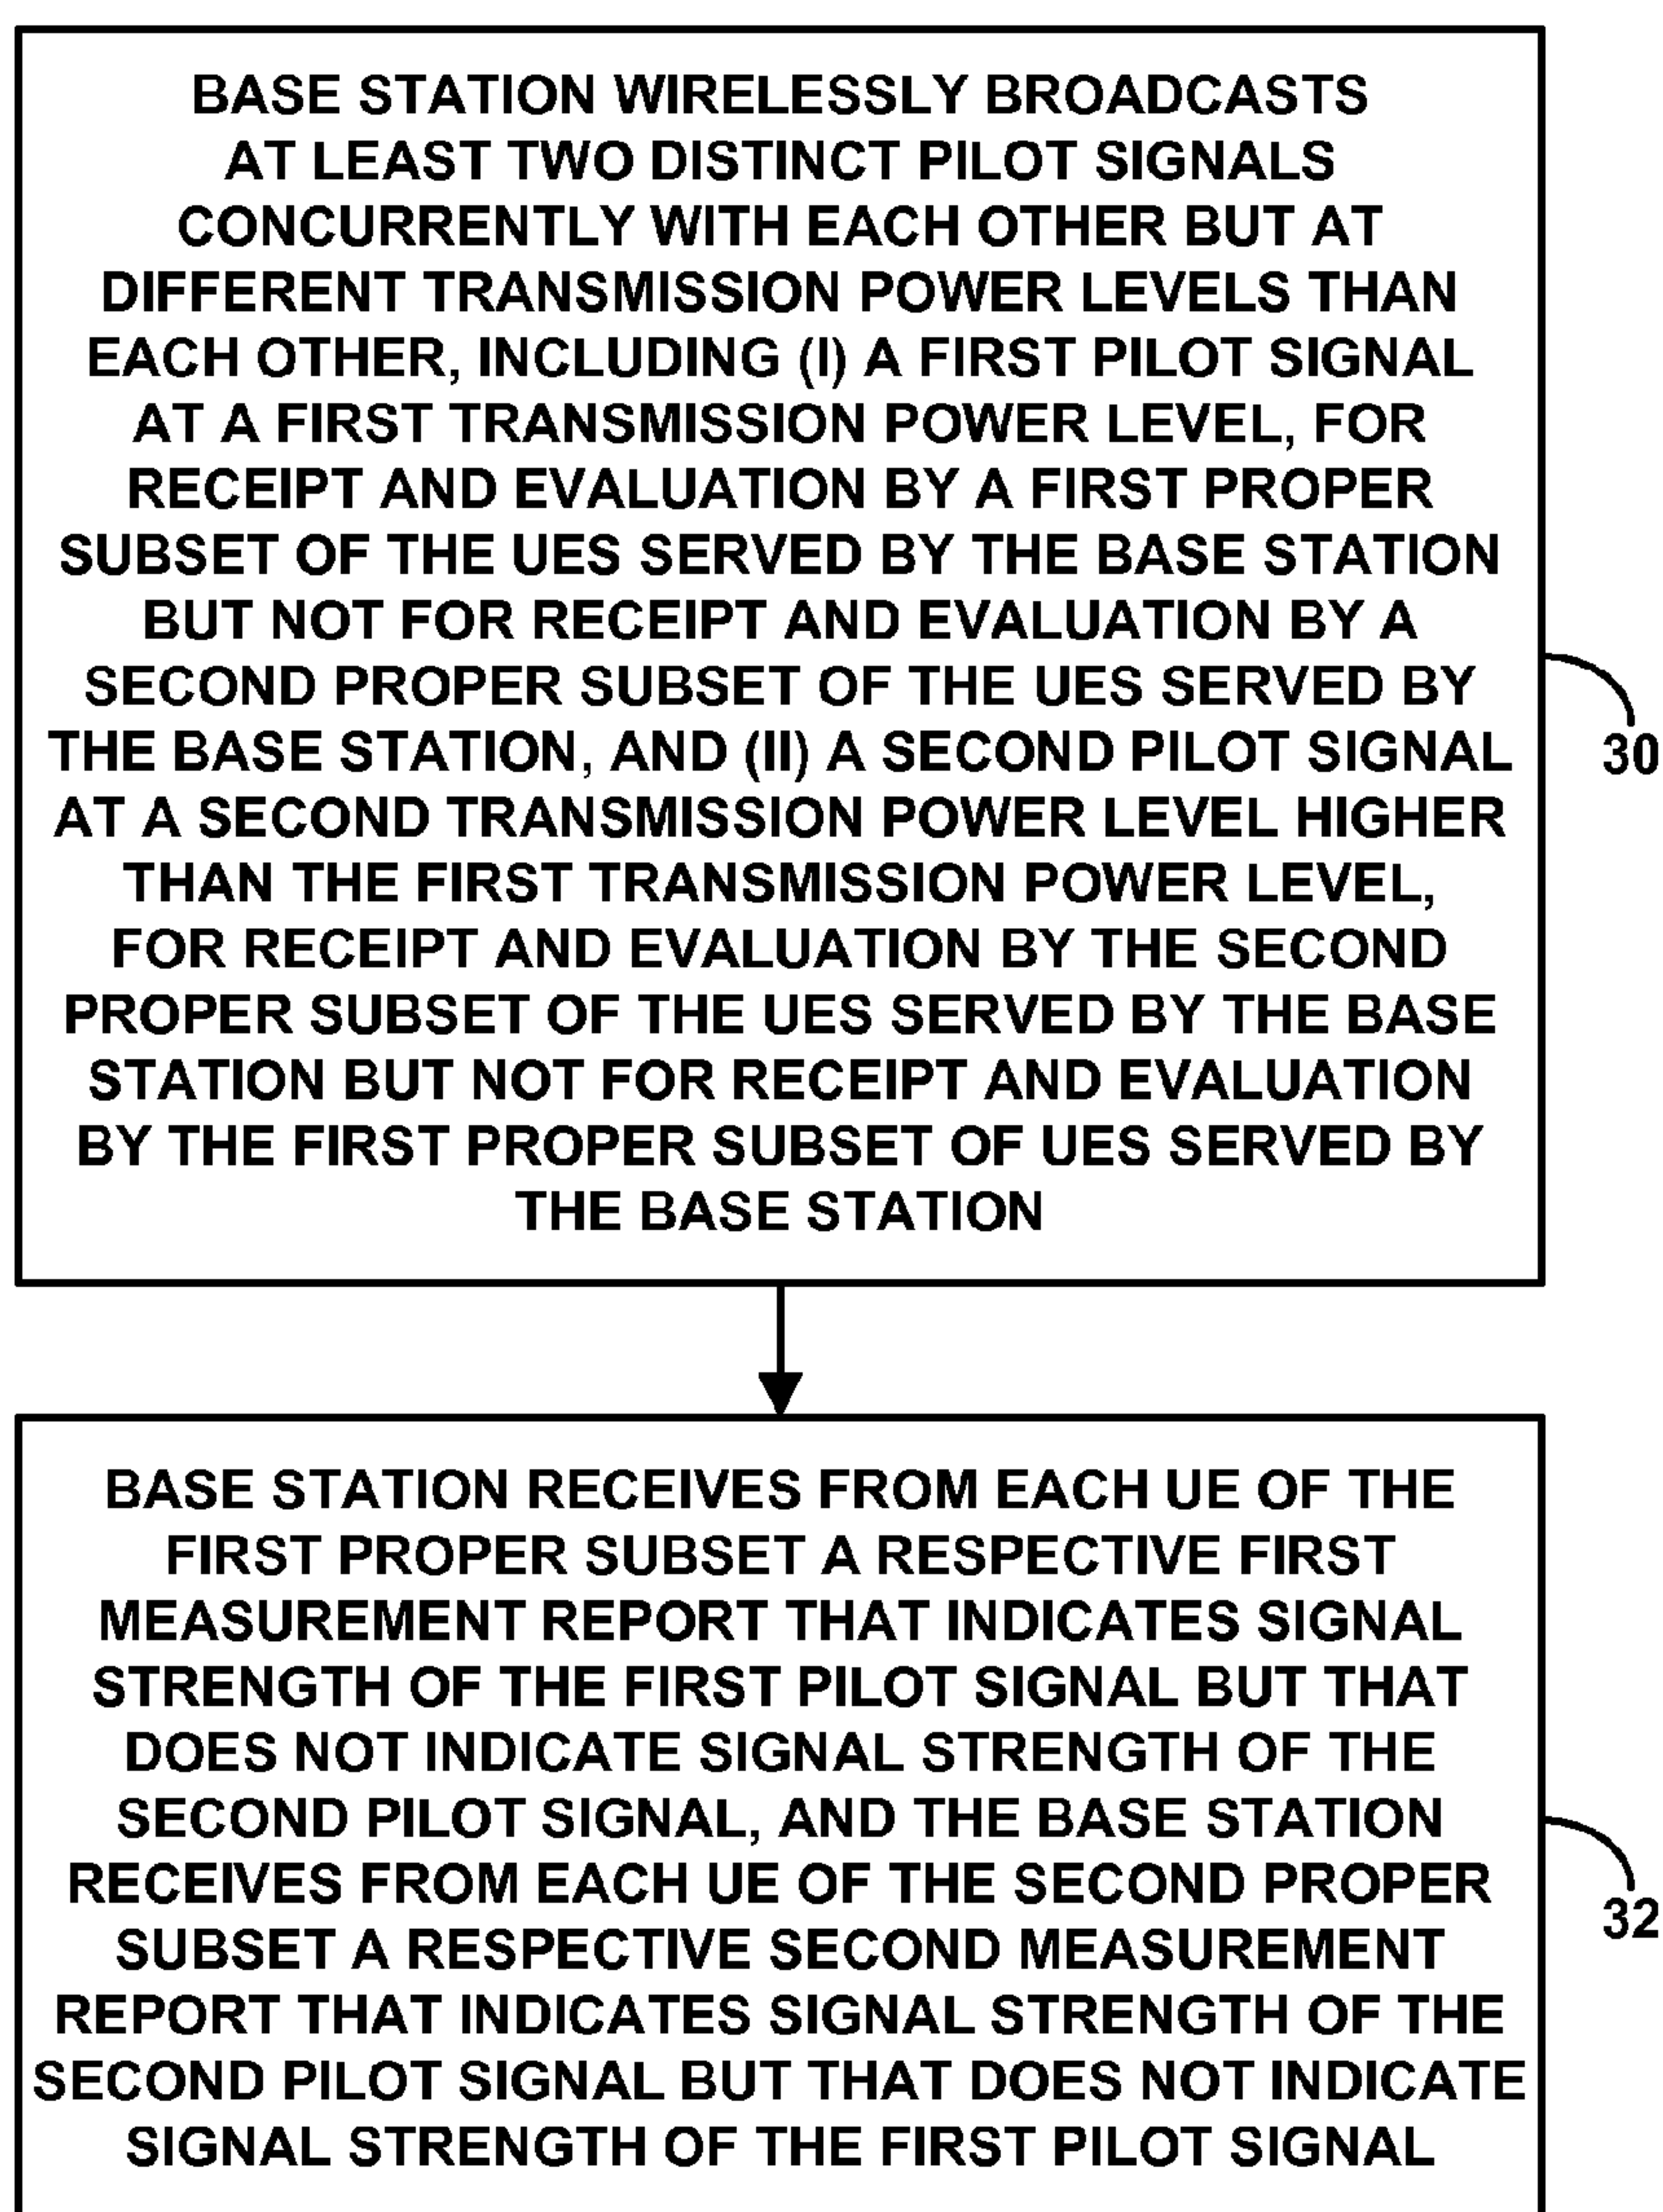 BASE STATION WIRELESSLY BROADCASTS
AT LEAST TWO DISTINCT PILOT SIGNALS
CONCURRENTLY WITH EACH OTHER BUT AT
DIFFERENT TRANSMISSION POWER LEVELS THAN
EACH OTHER, INCLUDING (I) A FIRST PILOT SIGNAL
AT A FIRST TRANSMISSION POWER LEVEL, FOR
RECEIPT AND EVALUATION BY A FIRST PROPER
SUBSET OF THE UES SERVED BY THE BASE STATION
BUT NOT FOR RECEIPT AND EVALUATION BY A
SECOND PROPER SUBSET OF THE UES SERVED BY
THE BASE STATION, AND (II) A SECOND PILOT SIGNAL
AT A SECOND TRANSMISSION POWER LEVEL HIGHER
THAN THE FIRST TRANSMISSION POWER LEVEL,
FOR RECEIPT AND EVALUATION BY THE SECOND
PROPER SUBSET OF THE UES SERVED BY THE BASE
STATION BUT NOT FOR RECEIPT AND EVALUATION
BY THE FIRST PROPER SUBSET OF UES SERVED BY
THE BASE STATION
30
BASE STATION RECEIVES FROM EACH UE OF THE
FIRST PROPER SUBSET A RESPECTIVE FIRST
MEASUREMENT REPORT THAT INDICATES SIGNAL
STRENGTH OF THE FIRST PILOT SIGNAL BUT THAT
DOES NOT INDICATE SIGNAL STRENGTH OF THE
SECOND PILOT SIGNAL, AND THE BASE STATION
RECEIVES FROM EACH UE OF THE SECOND PROPER
SUBSET A RESPECTIVE SECOND MEASUREMENT
REPORT THAT INDICATES SIGNAL STRENGTH OF THE
SECOND PILOT SIGNAL BUT THAT DOES NOT INDICATE
SIGNAL STRENGTH OF THE FIRST PILOT SIGNAL
32